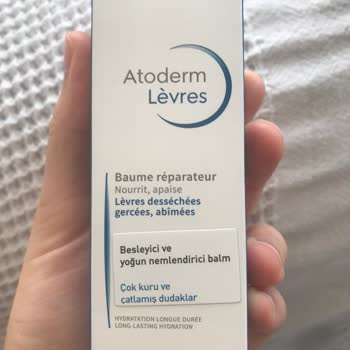 Atoderm
Lèvres
Baume réparateur
Nourrit, apaise
Lèvres desséchées
gercées, abîmées
Besleyici ve
yoğun nemlendirici balm
Çok kuru ve
çatlamış dudaklar
HYDRATATION LONGUE DURÉE
LONG-LASTING HYDRATION